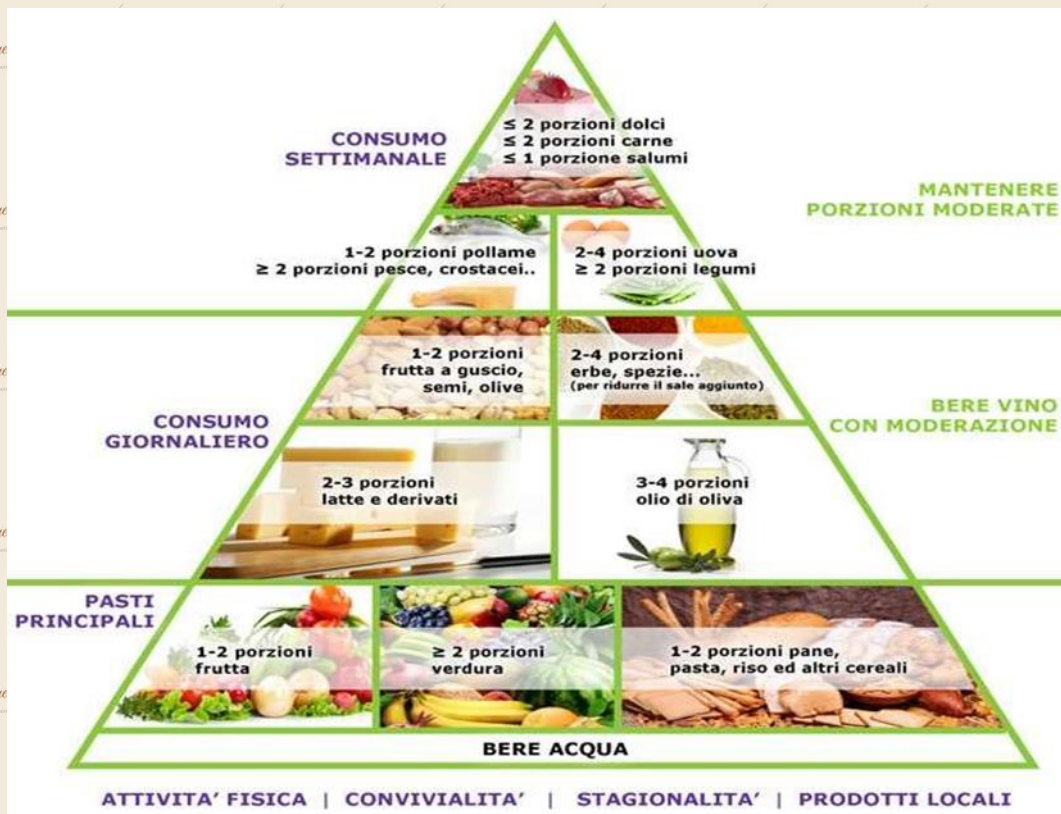 CONSUMO
SETTIMANALE
≤ 2 porzioni dolci
≤ 2 porzioni carne
≤ 1 porzione salumi
MANTENERE
PORZIONI MODERATE
1-2 porzioni pollame
≥ 2 porzioni pesce, crostacei..
2-4 porzioni uova
≥ 2 porzioni legumi
CONSUMO
GIORNALIERO
1-2 porzioni
frutta a guscio,
semi, olive
2-4 porzioni
erbe, spezie...
(per ridurre il sale aggiunto)
BERE VINO
CON MODERAZIONE
2-3 porzioni
latte e derivati
3-4 porzioni
olio di oliva
PASTI
PRINCIPALI
1-2 porzioni
frutta
≥ 2 porzioni
verdura
1-2 porzioni pane,
pasta, riso ed altri cereali
BERE ACQUA
ATTIVITA’ FISICA | CONVIVIALITA’ | STAGIONALITA’ | PRODOTTI LOCALI